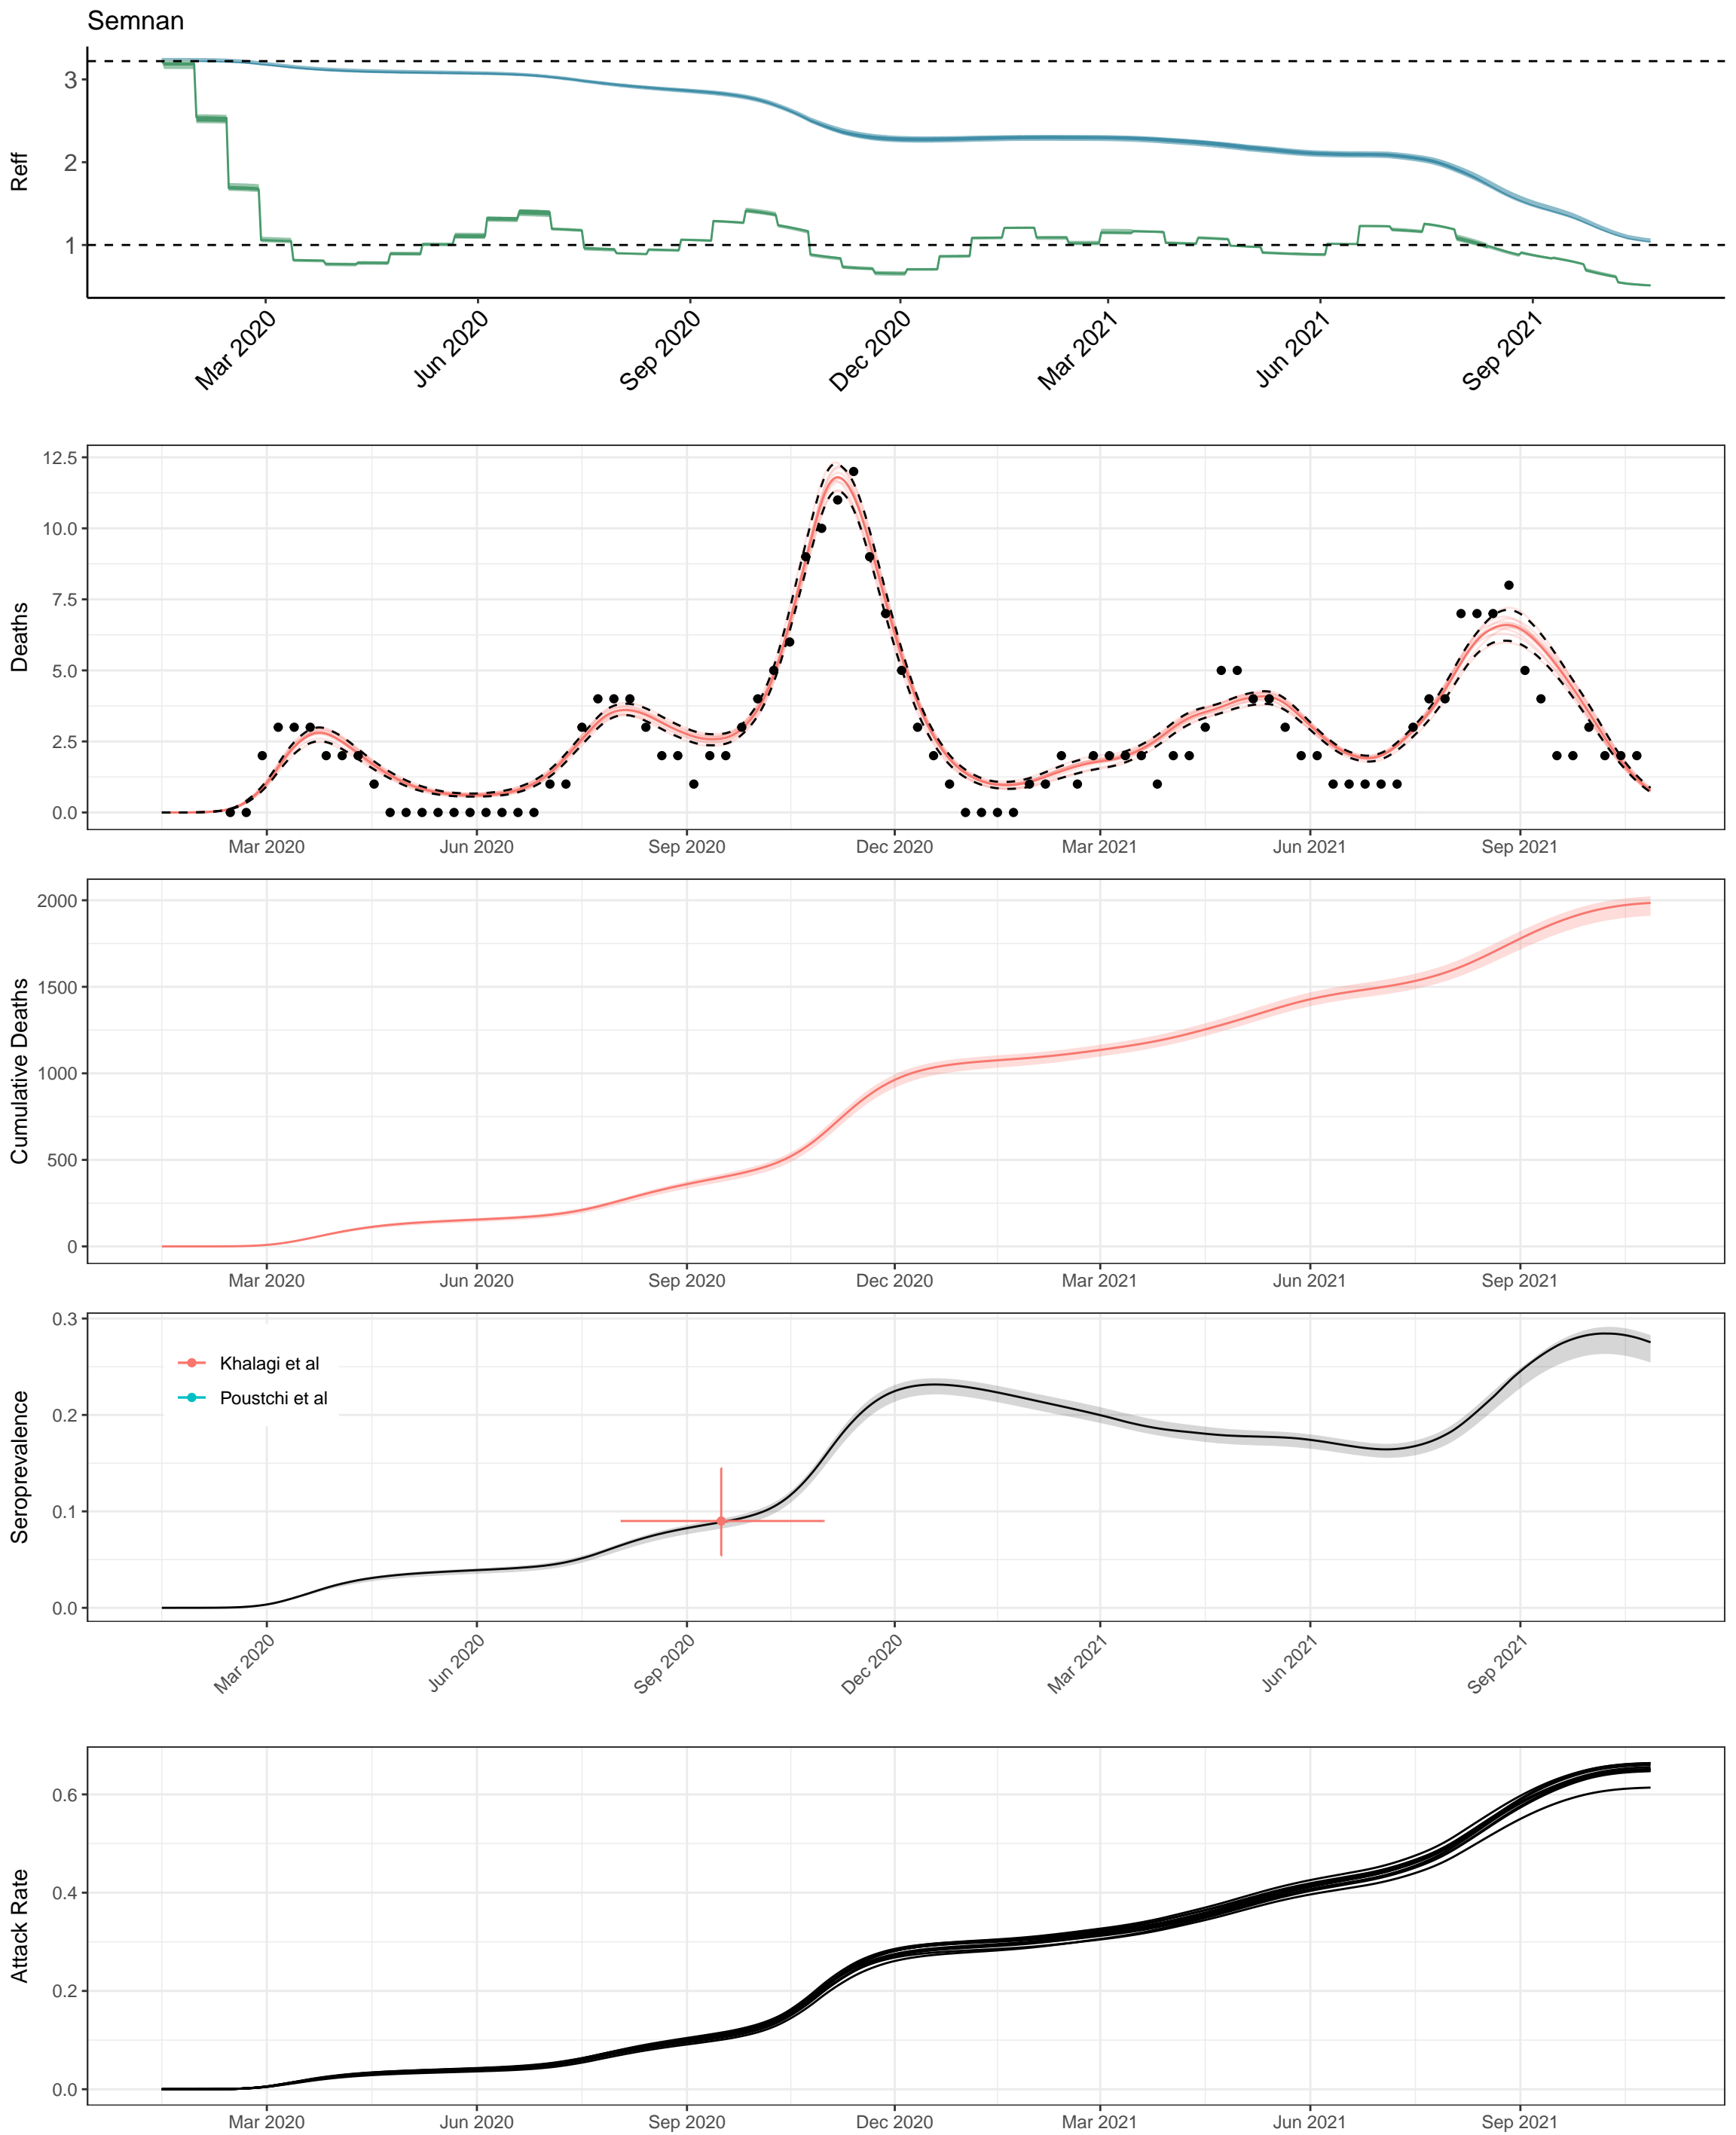 Semnan
Reff
3
2
1
Mar 2020
Jun 2020
Sep 2020
Dec 2020
Mar 2021
Jun 2021
Sep 2021
Deaths
12.5
10.0
7.5
5.0
2.5
0.0
Mar 2020
Jun 2020
Sep 2020
Dec 2020
Mar 2021
Jun 2021
Sep 2021
Cumulative Deaths
2000
1500
1000
500
0
Mar 2020
Jun 2020
Sep 2020
Dec 2020
Mar 2021
Jun 2021
Sep 2021
Seroprevalence
0.3
0.2
0.1
0.0
Khalagi et al
Poustchi et al
Mar 2020
Jun 2020
Sep 2020
Dec 2020
Mar 2021
Jun 2021
Sep 2021
Attack Rate
0.6
0.4
0.2
0.0
Mar 2020
Jun 2020
Sep 2020
Dec 2020
Mar 2021
Jun 2021
Sep 2021